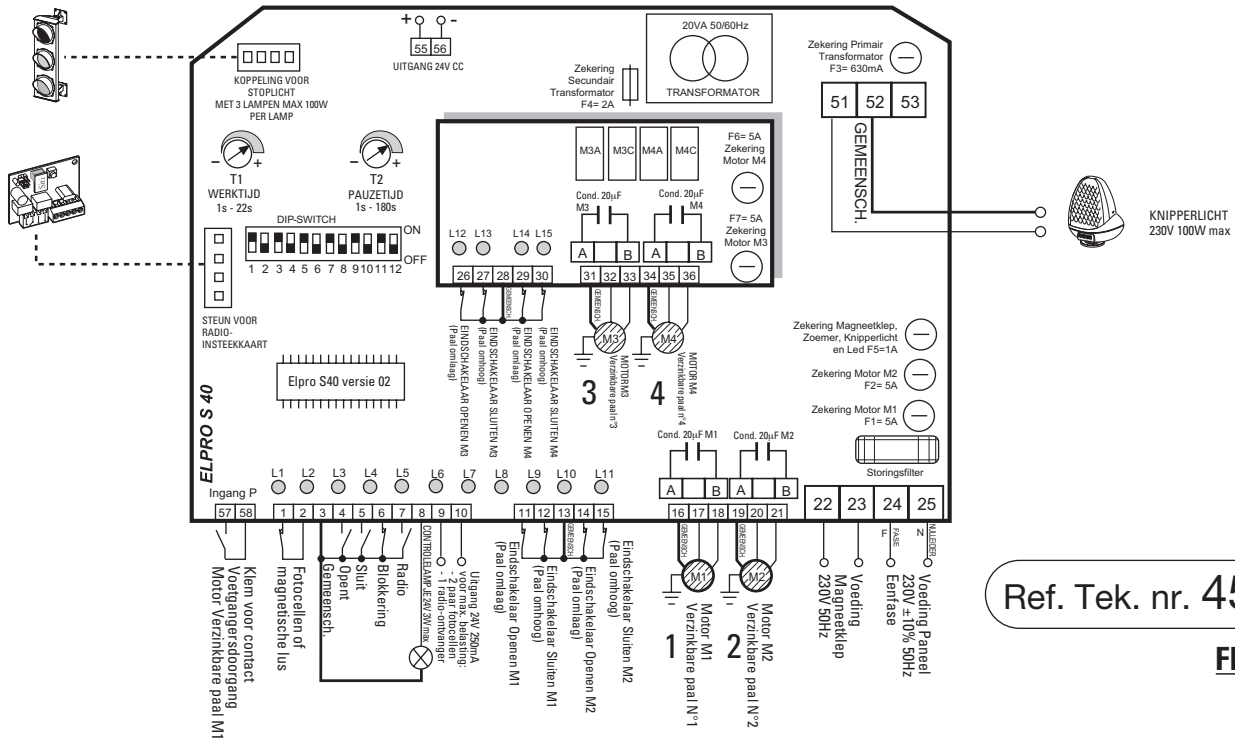 + -
55 56
UITGANG 24V CC
KOPPELING VOOR
STOPLICHT
MET 3 LAMPEN MAX 100W
PER LAMP
- +
T1
WERKTIJD
1s - 22s
- +
T2
PAUZETIJD
1s - 180s
DIP-SWITCH
ON
OFF
1 2 3 4 5 6 7 8 9 10 11 12
STEUN VOOR
RADIO-
INSTEEKKAART
Elpro S40 versie 02
ELPRO S 40
20VA 50/60Hz
TRANSFORMATOR
Zekering
Secundair
Transformator
F4= 2A
Zekering Primair
Transformator
F3= 630mA
51 52 53
GEMEENSCH.
KNIPPERLICHT
230V 100W max
M3A M3C M4A M4C
F6= 5A
Zekering
Motor M4
F7= 5A
Zekering
Motor M3
Cond. 20µF
M3
Cond. 20µF
M4
A B A B
L12 L13 L14 L15
26 27 28 29 30
31 32 33 34 35 36
GEMEENSCH
GEMEENSCH.
GEMEENSCH.
EINDSCHAKELAAR OPENEN M3
(Paal omlaag)
EINDSCHAKELAAR SLUITEN M3
(Paal omhoog)
EINDSCHAKELAAR OPENEN M4
(Paal omlaag)
EINDSCHAKELAAR SLUITEN M4
(Paal omhoog)
M3
3
MOTOR M3
Verzinkbare paal n°3
M4
4
MOTOR M4
Verzinkbare paal n°4
Zekering Magneetklep,
Zoemer, Knipperlicht
en Led F5=1A
Zekering Motor M2
F2= 5A
Zekering Motor M1
F1= 5A
Storingsfilter
Cond. 20µF M1
Cond. 20µF M2
A B A B
L1 L2 L3 L4 L5 L6 L7 L8 L9 L10 L11
Ingang P
57 58
1 2 3 4 5 6 7 8 9 10
11 12 13 14 15
16 17 18 19 20 21
22 23 24 25
Klem voor contact
Voetgangersdoorgang
Motor Verzinkbare paal M1
Fotocellen of
magnetische lus
Gemeensch.
Opent
Sluit
Blokkering
Radio
CONTROLELAMPJE 24V 3W max
Uitgang 24V 250mA
voor max. belasting:
- 2 paar fotocellen
- 1 radio-ontvanger
GEMEENSCH
Eindschakelaar Openen M1
(Paal omlaag)
Eindschakelaar Sluiten M1
(Paal omhoog)
Eindschakelaar Openen M2
(Paal omlaag)
Eindschakelaar Sluiten M2
(Paal omhoog)
GEMEENSCH
M1
1
Motor M1
Verzinkbare paal N°1
GEMEENSCH
M2
2
Motor M2
Verzinkbare paal N°2
Voeding
Magneetklep
230V 50Hz
F FASE
N NULLEIDER
Voeding Paneel
230V ±10% 50Hz
Eenfase
Ref. Tek. nr. 45